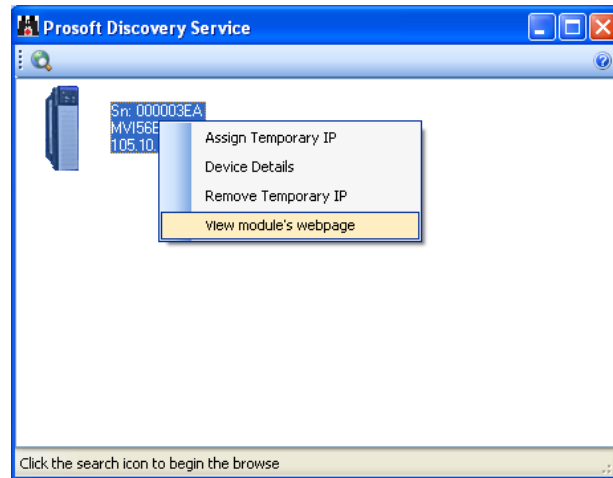 Prosoft Discovery Service
Sn: 000003EA
MVI56E
105.10.
Assign Temporary IP
Device Details
Remove Temporary IP
View module's webpage
Click the search icon to begin the browse